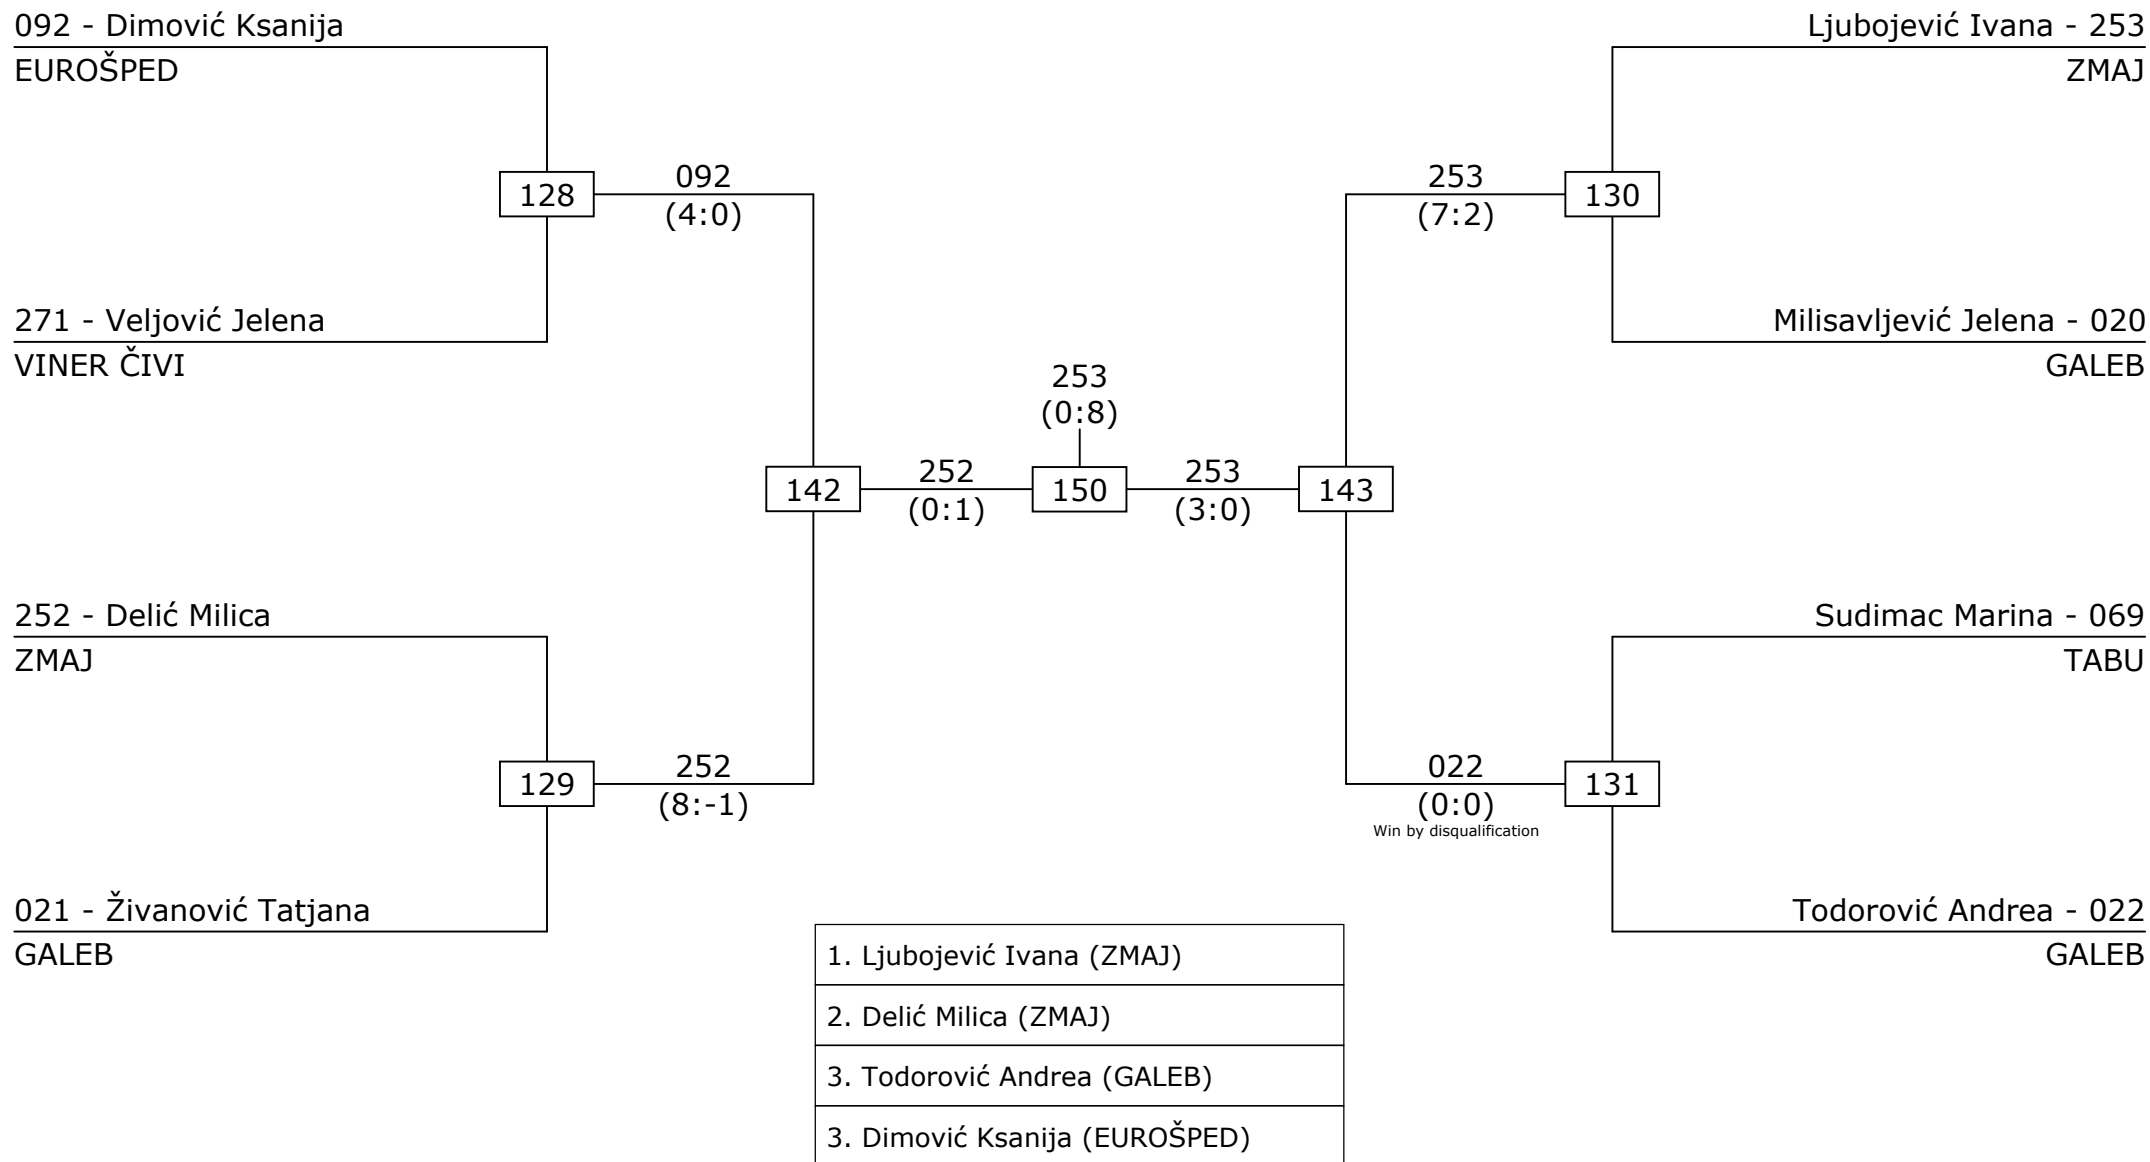 092 - Dimović Ksanija
EUROŠPED
Ljubojević Ivana - 253
ZMAJ
128
092
(4:0)
253
(7:2)
130
271 - Veljović Jelena
VINER ČIVI
Milisavljević Jelena - 020
GALEB
253
(0:8)
142
252
(0:1)
150
253
(3:0)
143
252 - Delić Milica
ZMAJ
Sudimac Marina - 069
TABU
129
252
(8:-1)
022
(0:0)
Win by disqualification
131
021 - Živanović Tatjana
GALEB
Todorović Andrea - 022
GALEB
1. Ljubojević Ivana (ZMAJ)
2. Delić Milica (ZMAJ)
3. Todorović Andrea (GALEB)
3. Dimović Ksanija (EUROŠPED)